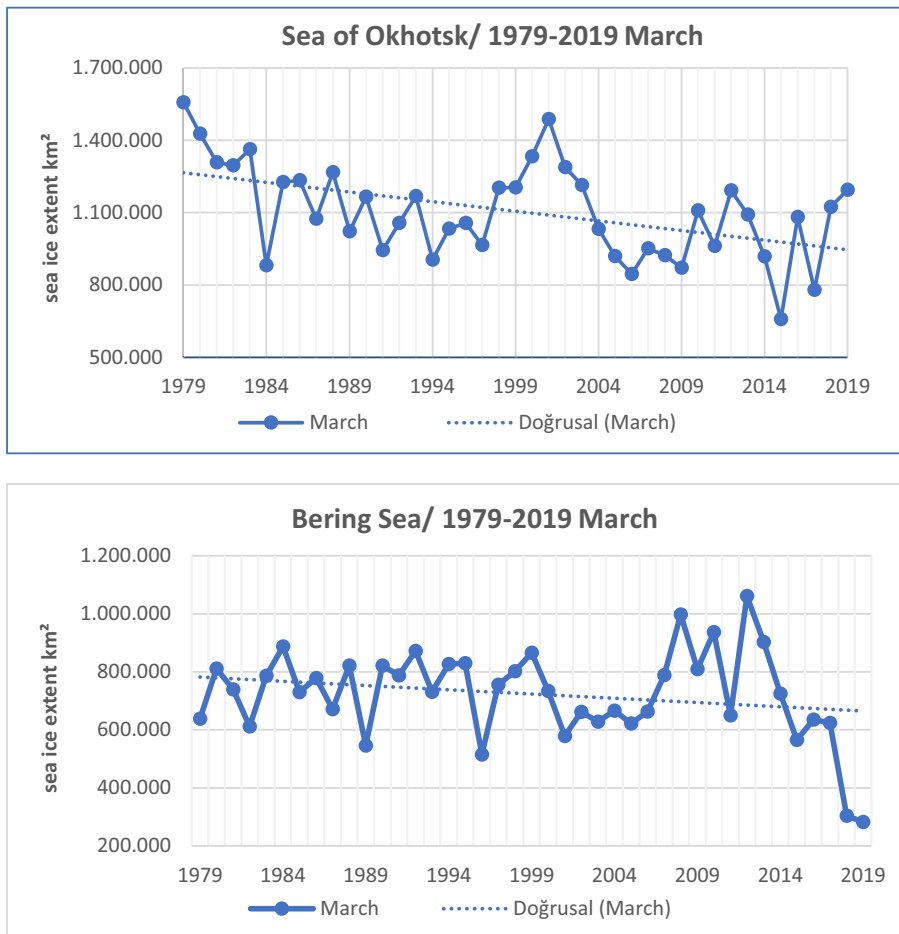 Sea of Okhotsk/ 1979-2019 March
sea ice extent km²
1.700.000
1.400.000
1.100.000
800.000
500.000
1979 1984 1989 1994 1999 2004 2009 2014 2019
March Doğrusal (March)
Bering Sea/ 1979-2019 March
sea ice extent km²
1.200.000
1.000.000
800.000
600.000
400.000
200.000
1979 1984 1989 1994 1999 2004 2009 2014 2019
March Doğrusal (March)